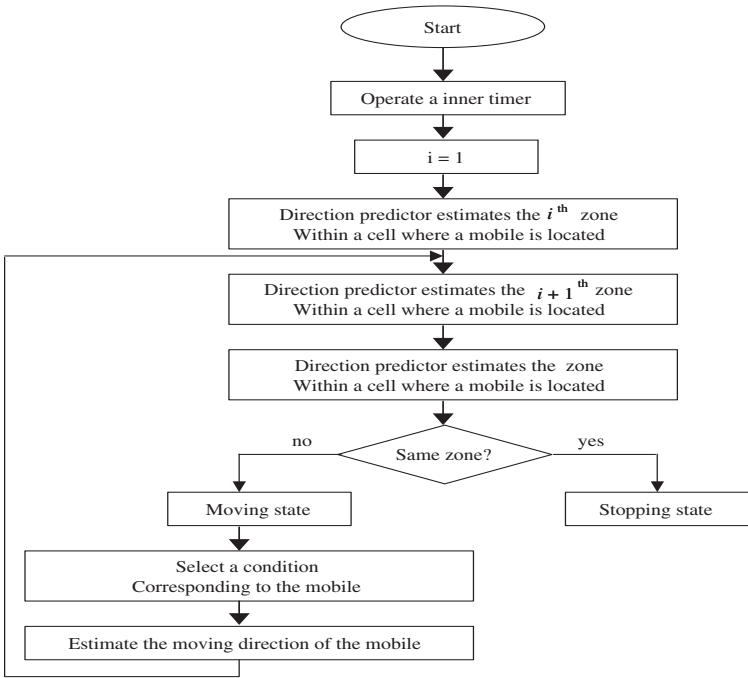 Start
Operate a inner timer
i = 1
Direction predictor estimates the i th zone
Within a cell where a mobile is located
Direction predictor estimates the i + 1 th zone
Within a cell where a mobile is located
Direction predictor estimates the zone
Within a cell where a mobile is located
Same zone?
no
yes
Moving state
Stopping state
Select a condition
Corresponding to the mobile
Estimate the moving direction of the mobile